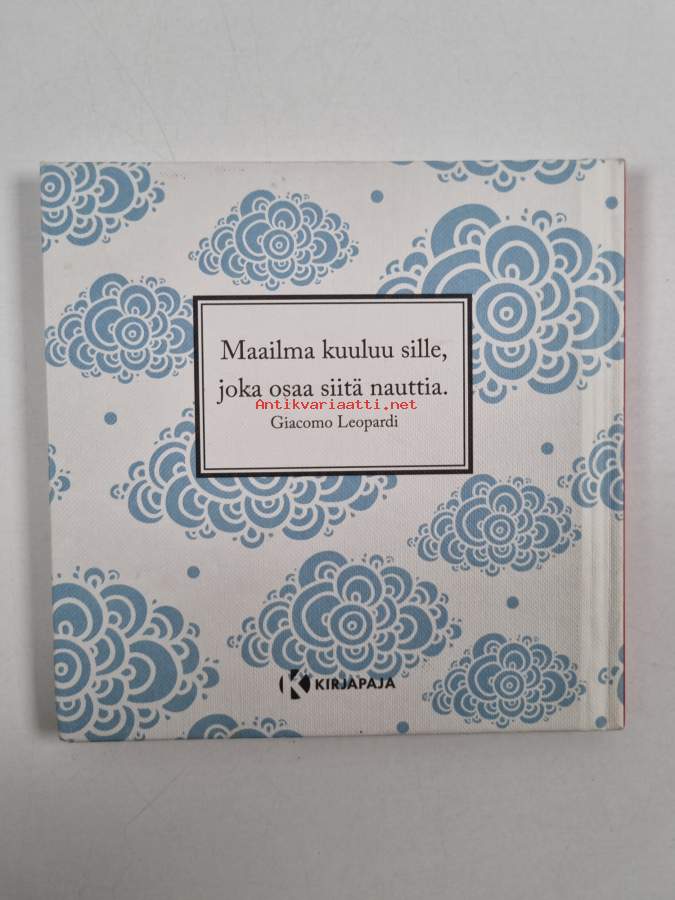 Maailma kuuluu sille,
joka osaa siitä nauttia.
Antikvariaatti.net
Giacomo Leopardi
KIRJAPAJA